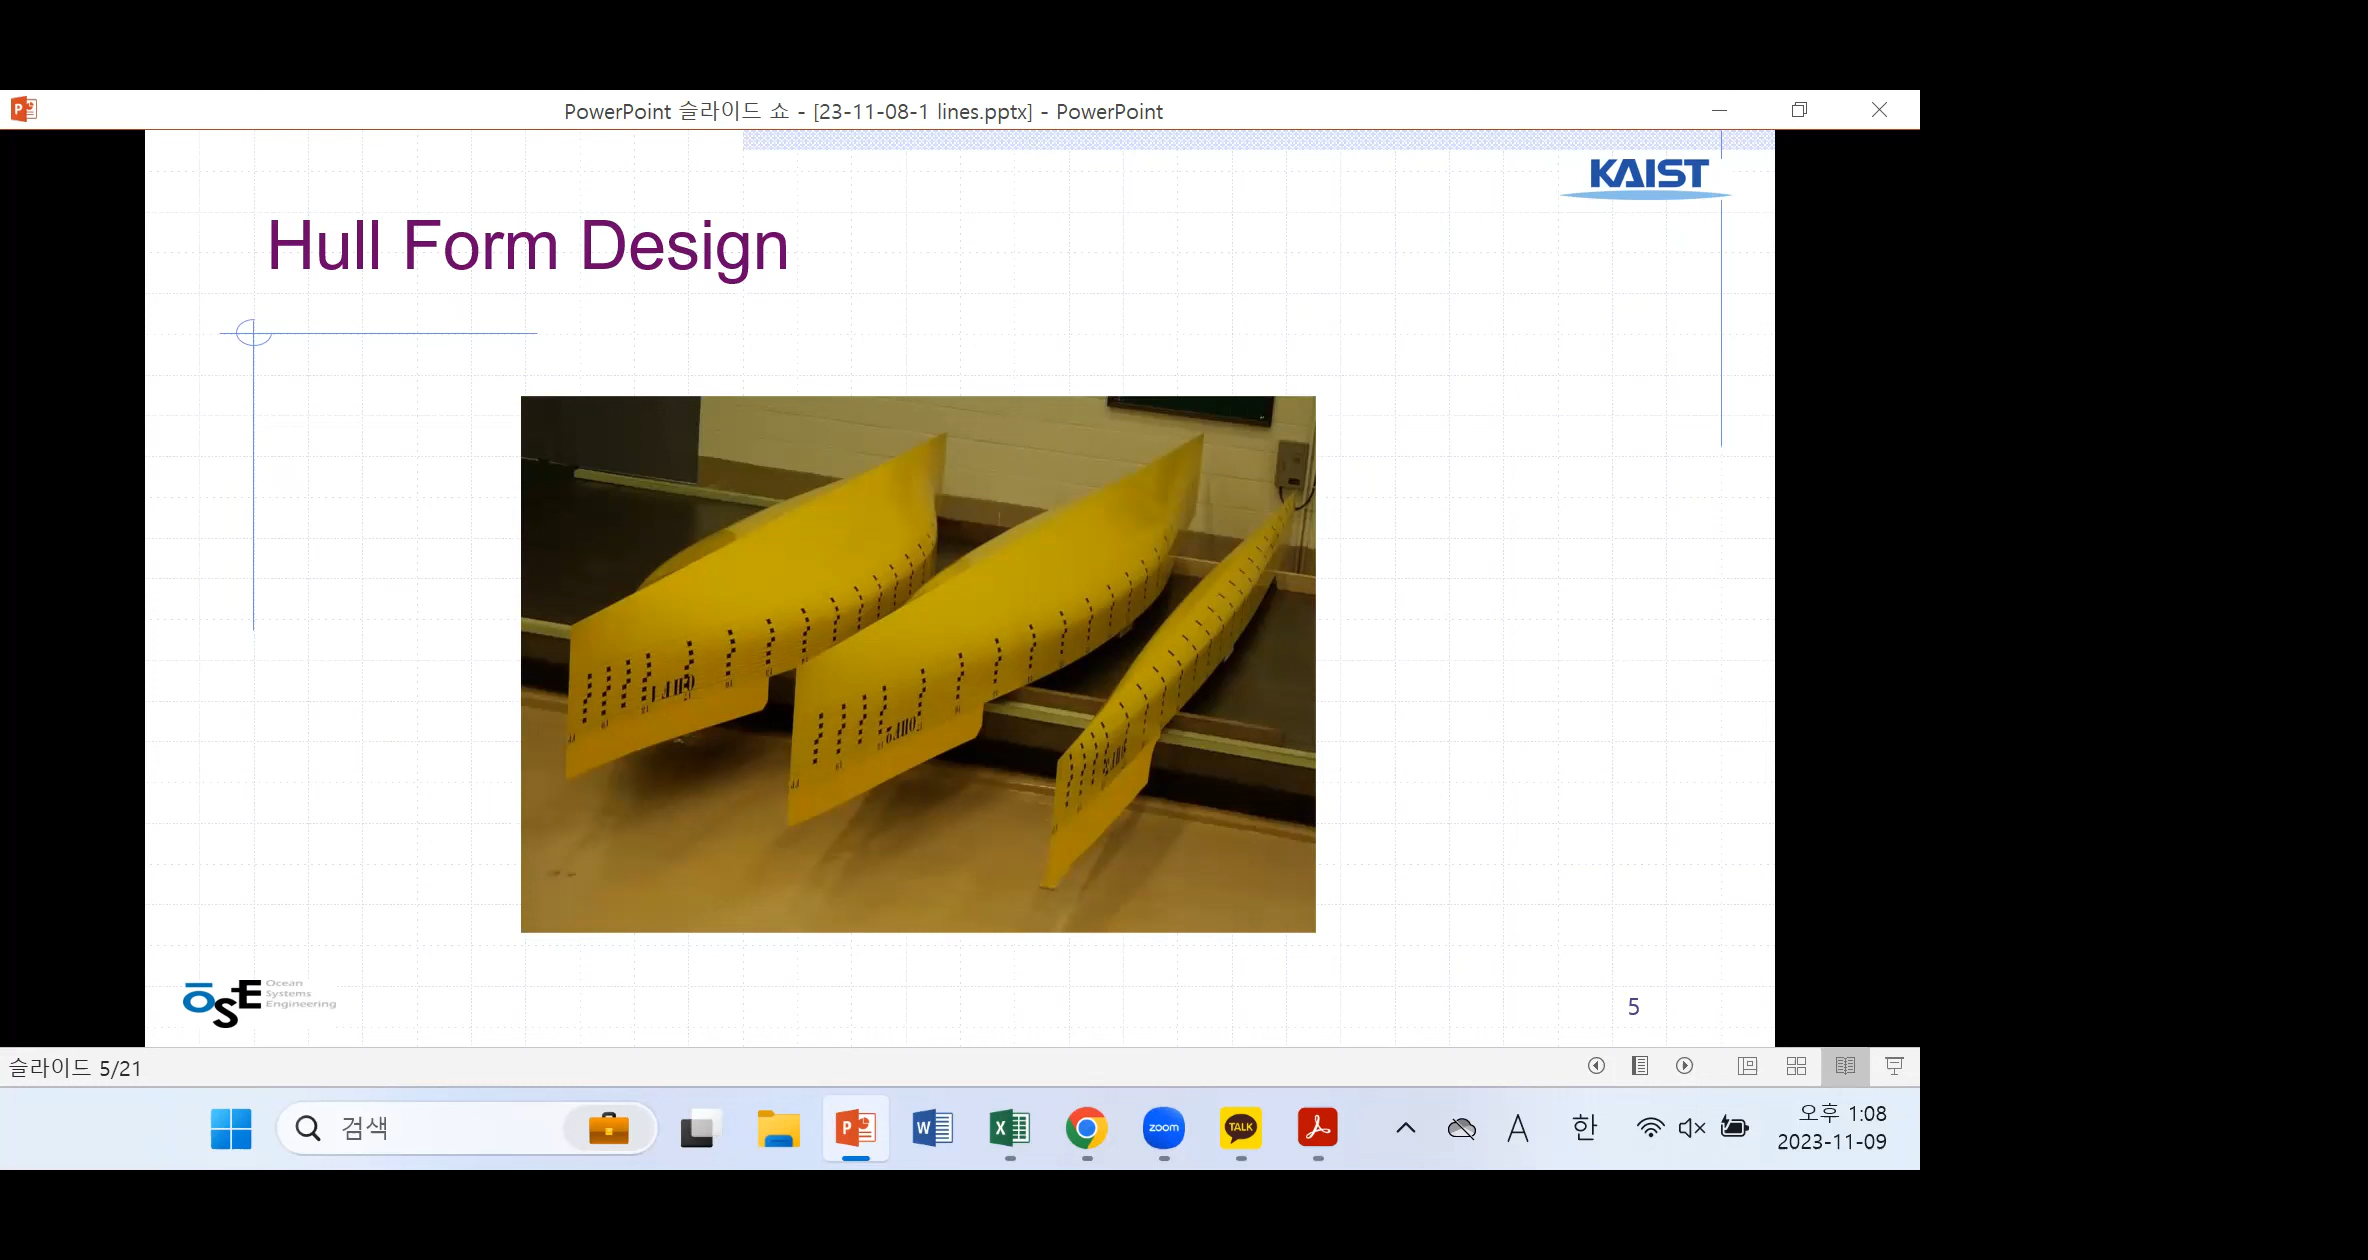 PowerPoint 슬라이드 쇼 - [23-11-08-1 lines.pptx] - PowerPoint
KAIST
Hull Form Design
OSE Ocean
Systems
Engineering
5
슬라이드 5/21
검색
zoom
TALK
A
한
오후 1:08
2023-11-09